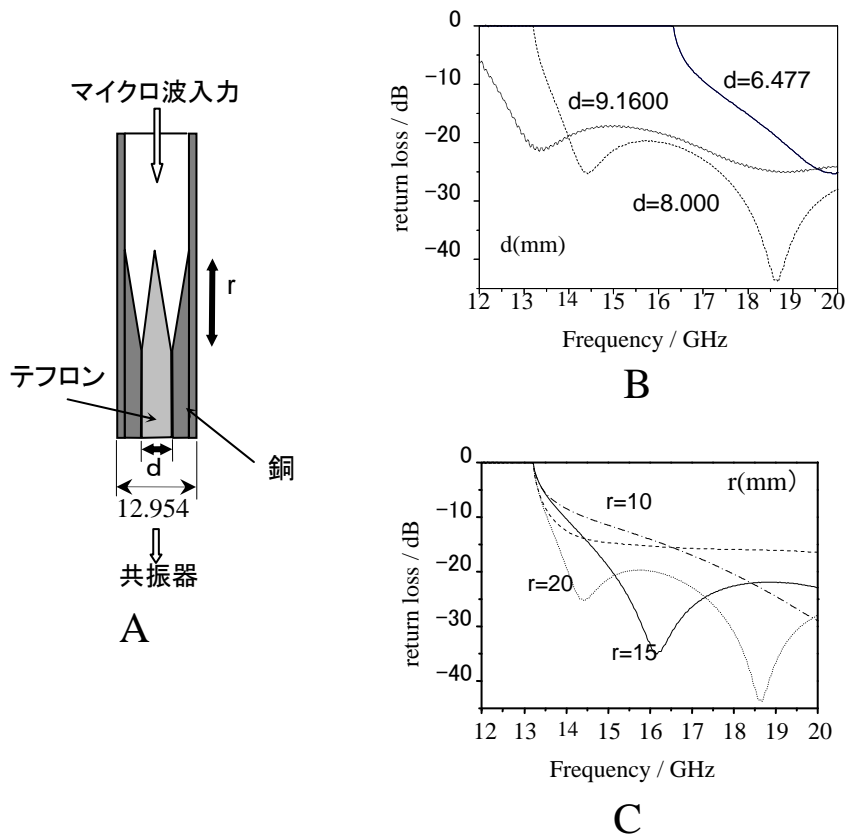 マイクロ波入力
r
テフロン
銅
d
12.954
共振器
A
0
−10
−20
−30
−40
return loss / dB
d=9.1600
d=6.477
d=8.000
d(mm)
12 13 14 15 16 17 18 19 20
Frequency / GHz
B
0
−10
−20
−30
−40
return loss / dB
r(mm)
r=10
r=20
r=15
12 13 14 15 16 17 18 19 20
Frequency / GHz
C